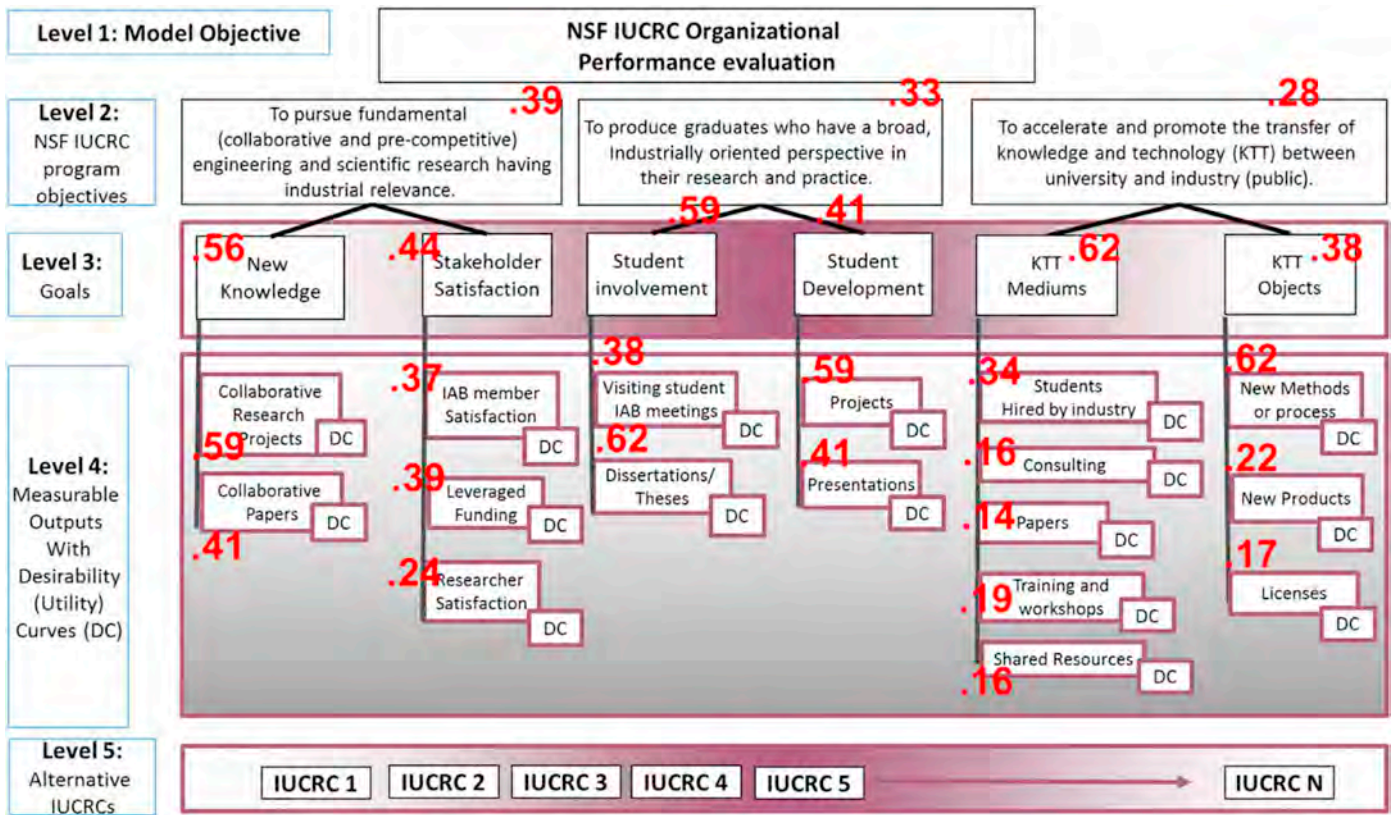 Level 1: Model Objective
NSF IUCRC Organizational
Performance evaluation
Level 2:
NSF IUCRC
program
objectives
.39
To pursue fundamental
(collaborative and pre-competitive)
engineering and scientific research having
industrial relevance.
.33
To produce graduates who have a broad,
Industrially oriented perspective in
their research and practice.
.28
To accelerate and promote the transfer of
knowledge and technology (KTT) between
university and industry (public).
Level 3:
Goals
.56
New
Knowledge
.44
Stakeholder
Satisfaction
.59
Student
involvement
.41
Student
Development
.62
KTT
Mediums
.38
KTT
Objects
Level 4:
Measurable
Outputs
With
Desirability
(Utility)
Curves (DC)
Collaborative
Research
Projects
DC
.59
Collaborative
Papers
DC
.41
.37
IAB member
Satisfaction
DC
.39
Leveraged
Funding
DC
.24
Researcher
Satisfaction
DC
.38
Visiting student
IAB meetings
DC
.62
Dissertations/
Theses
DC
.59
Projects
DC
.41
Presentations
DC
.34
Students
Hired by industry
DC
.16
Consulting
DC
.14
Papers
DC
.19
Training and
workshops
DC
Shared Resources
DC
.16
.62
New Methods
or process
DC
.22
New Products
DC
.17
Licenses
DC
Level 5:
Alternative
IUCRCs
IUCRC 1
IUCRC 2
IUCRC 3
IUCRC 4
IUCRC 5
IUCRC N